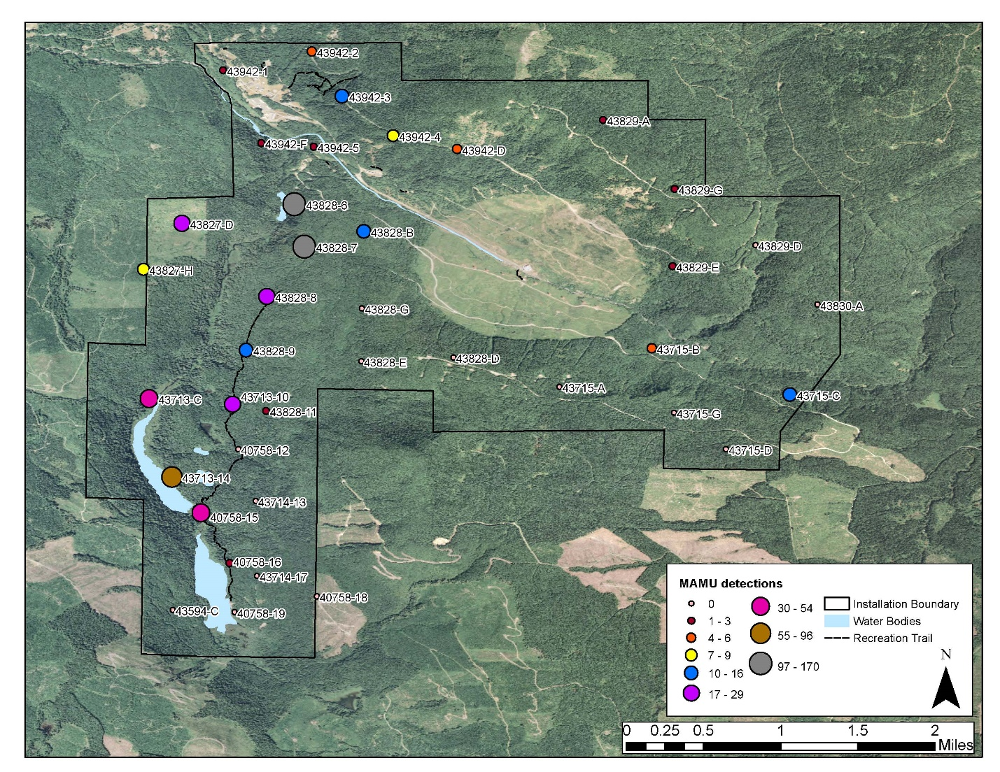 43942-2
43942-1
43942-3
43829-A
43942-4
43942-F
43942-5
43942-D
43829-G
43828-6
43827-D
43828-B
43828-7
43829-D
43827-H
43829-E
43828-8
43828-G
43830-A
43828-9
43715-B
43828-E
43828-D
43715-A
43713-C
43713-10
43715-C
43828-11
43715-G
40758-12
43715-D
43713-14
43714-13
40758-15
40758-16
43714-17
40758-18
43594-C
40758-19
MAMU detections
0
1 - 3
4 - 6
7 - 9
10 - 16
17 - 29
30 - 54
55 - 96
97 - 170
Installation Boundary
Water Bodies
Recreation Trail
N
0 0.25 0.5 1 1.5 2
Miles